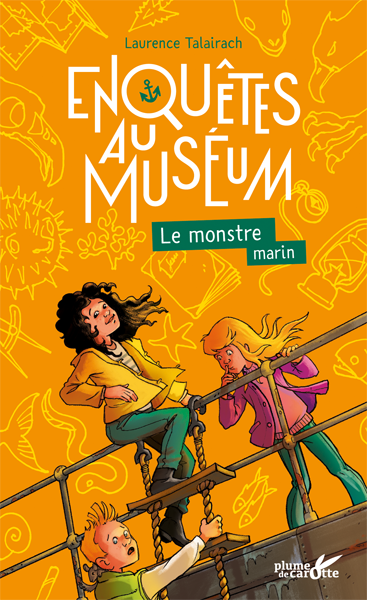 Laurence Talairach
ENQUÊTES
AU
MUSÉUM
Le monstre
marin
plume
de carotte